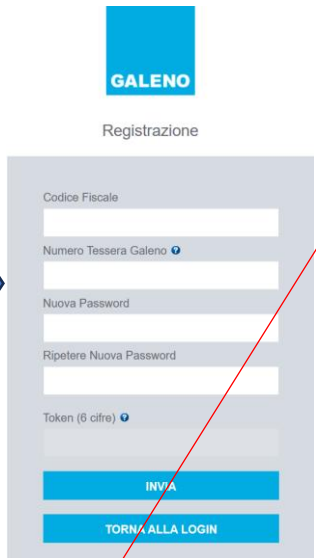 GALENO
Registrazione
Codice Fiscale
Numero Tessera Galeno ?
Nuova Password
Ripetere Nuova Password
Token (6 cifre) ?
INVIA
TORNA ALLA LOGIN